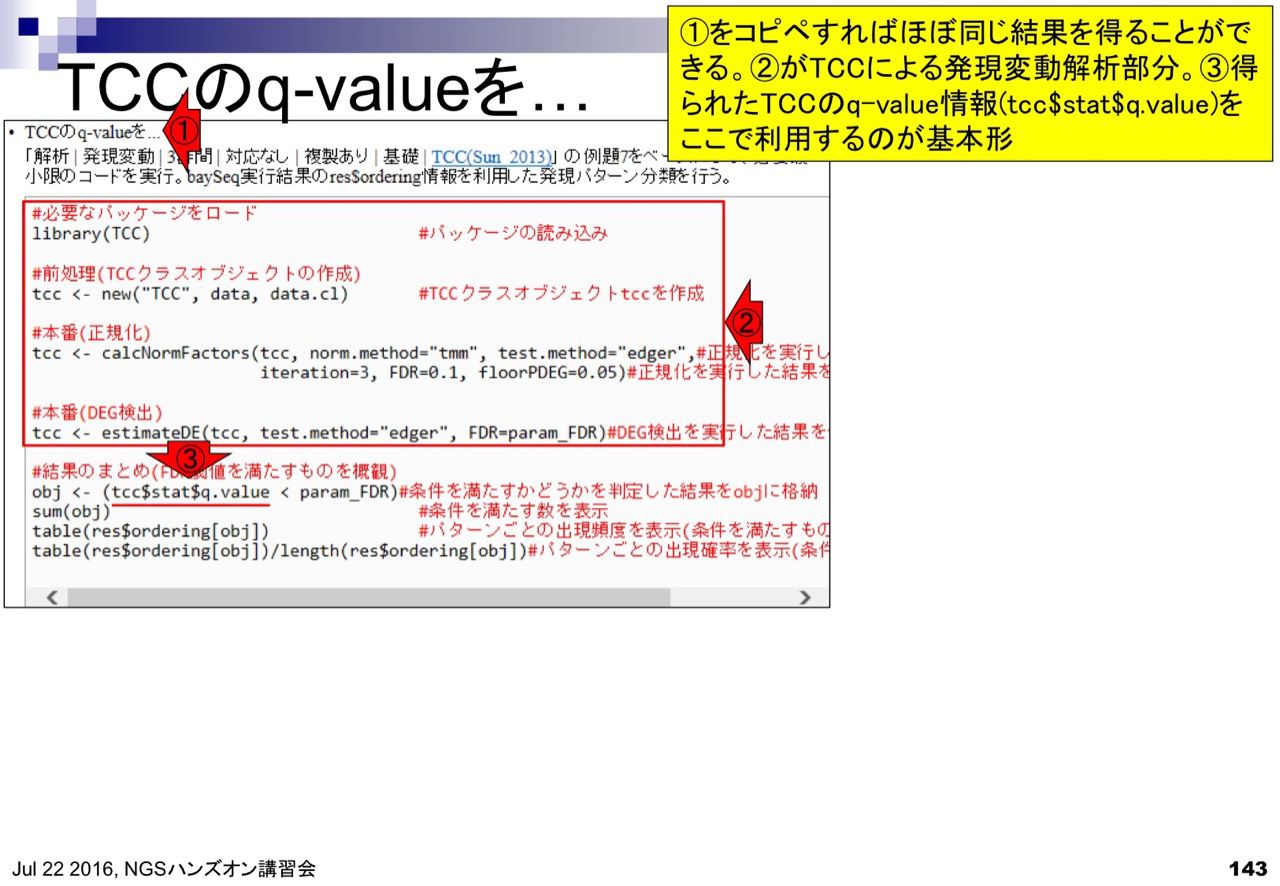 TCCのq-valueを…
①をコピペすればほぼ同じ結果を得ることがで
きる。②がTCCによる発現変動解析部分。③得
られたTCCのq-value情報(tcc$stat$q.value)を
ここで利用するのが基本形
• TCCのq-valueを... ①
「解析 | 発現変動 | 3群間 | 対応なし | 複製あり | 基礎 | TCC(Sun_2013)」の例題7をベ
小限のコードを実行。baySeq実行結果のres$ordering情報を利用した発現パターン分類を行う。
#必要なパッケージをロード
library(TCC) #パッケージの読み込み
#前処理(TCCクラスオブジェクトの作成)
tcc <- new("TCC", data, data.cl) #TCCクラスオブジェクトtccを作成
②
#本番(正規化)
tcc <- calcNormFactors(tcc, norm.method="tmm", test.method="edger",#正規化を実行し
iteration=3, FDR=0.1, floorPDEG=0.05)#正規化を実行した結果を
#本番(DEG検出)
tcc <- estimateDE(tcc, test.method="edger", FDR=param_FDR)#DEG検出を実行した結果を
③
#結果のまとめ(FDR閾値を満たすものを概観)
obj <- (tcc$stat$q.value < param_FDR)#条件を満たすかどうかを判定した結果をobjに格納
sum(obj) #条件を満たす数を表示
table(res$ordering[obj]) #パターンごとの出現頻度を表示(条件を満たすもの
table(res$ordering[obj])/length(res$ordering[obj])#パターンごとの出現確率を表示(条件
Jul 22 2016, NGSハンズオン講習会
143